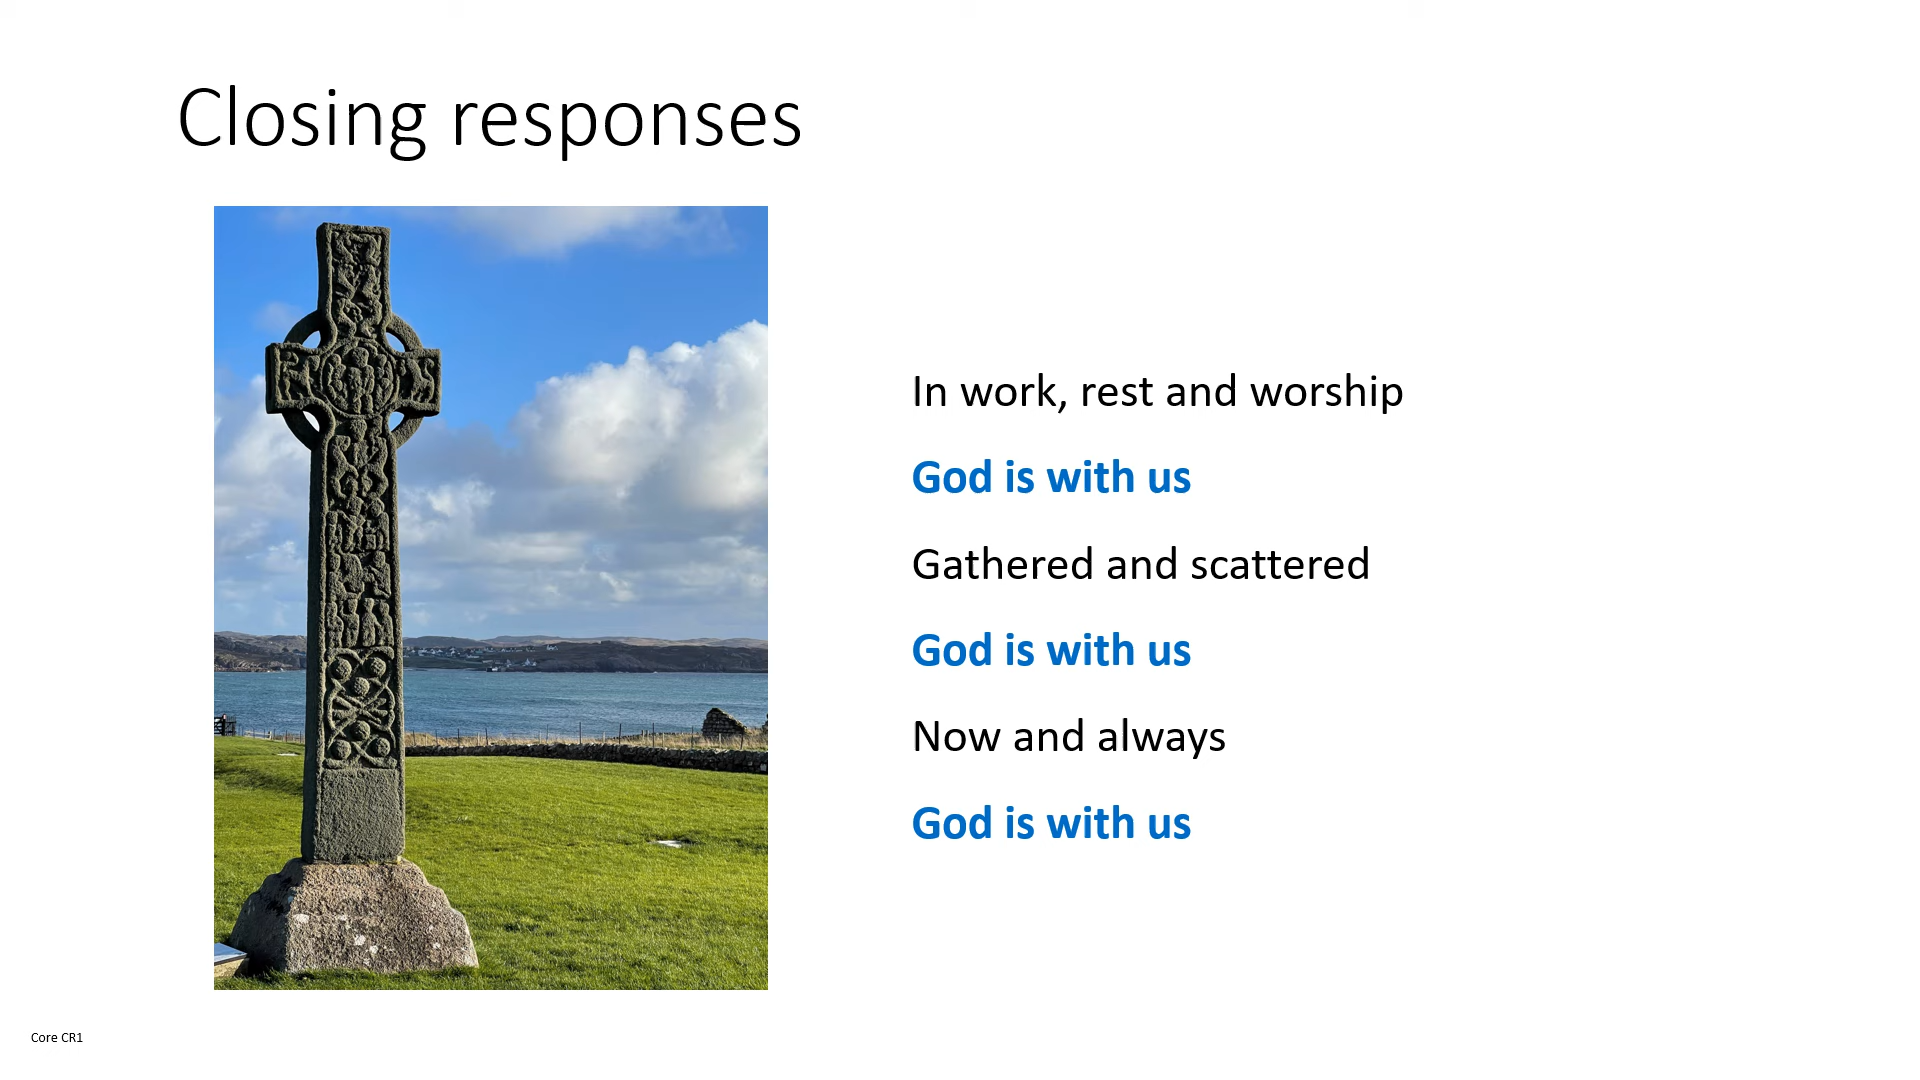 Closing responses
In work, rest and worship
God is with us
Gathered and scattered
God is with us
Now and always
God is with us
Core CR1